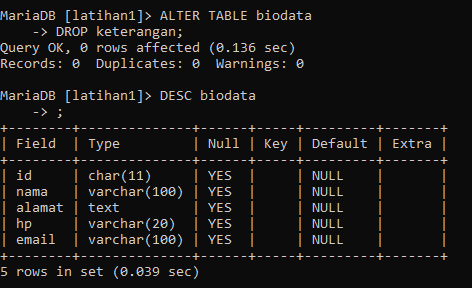 MariaDB [latihan1]> ALTER TABLE biodata
    -> DROP keterangan;
Query OK, 0 rows affected (0.136 sec)
Records: 0  Duplicates: 0  Warnings: 0

MariaDB [latihan1]> DESC biodata
    -> ;
+--------+--------------+------+-----+---------+-------+
| Field  | Type         | Null | Key | Default | Extra |
+--------+--------------+------+-----+---------+-------+
| id     | char(11)     | YES  |     | NULL    |       |
| nama   | varchar(100) | YES  |     | NULL    |       |
| alamat | text         | YES  |     | NULL    |       |
| hp     | varchar(20)  | YES  |     | NULL    |       |
| email  | varchar(100) | YES  |     | NULL    |       |
+--------+--------------+------+-----+---------+-------+
5 rows in set (0.039 sec)